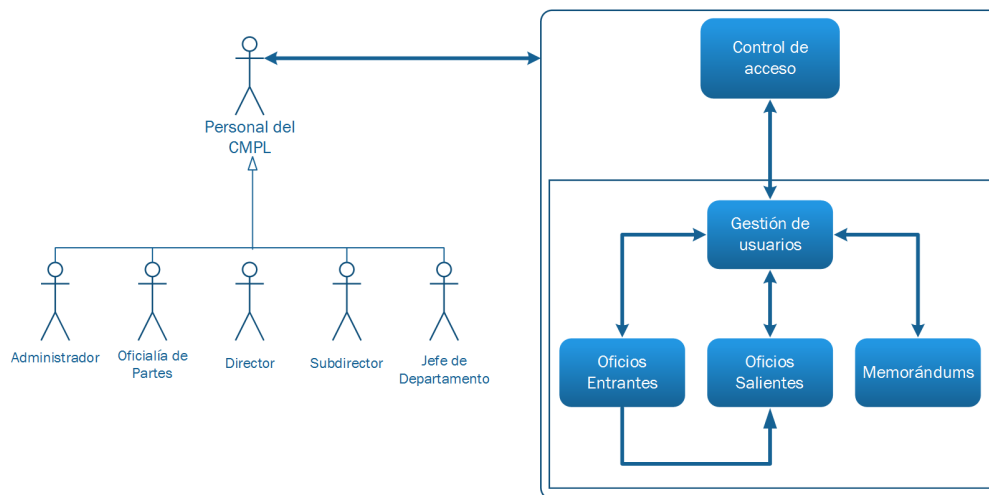 Control de
acceso
Personal del
CMPL
Gestión de
usuarios
Administrador
Oficialía de
Partes
Director
Subdirector
Jefe de
Departamento
Oficios
Entrantes
Oficios
Salientes
Memorándums